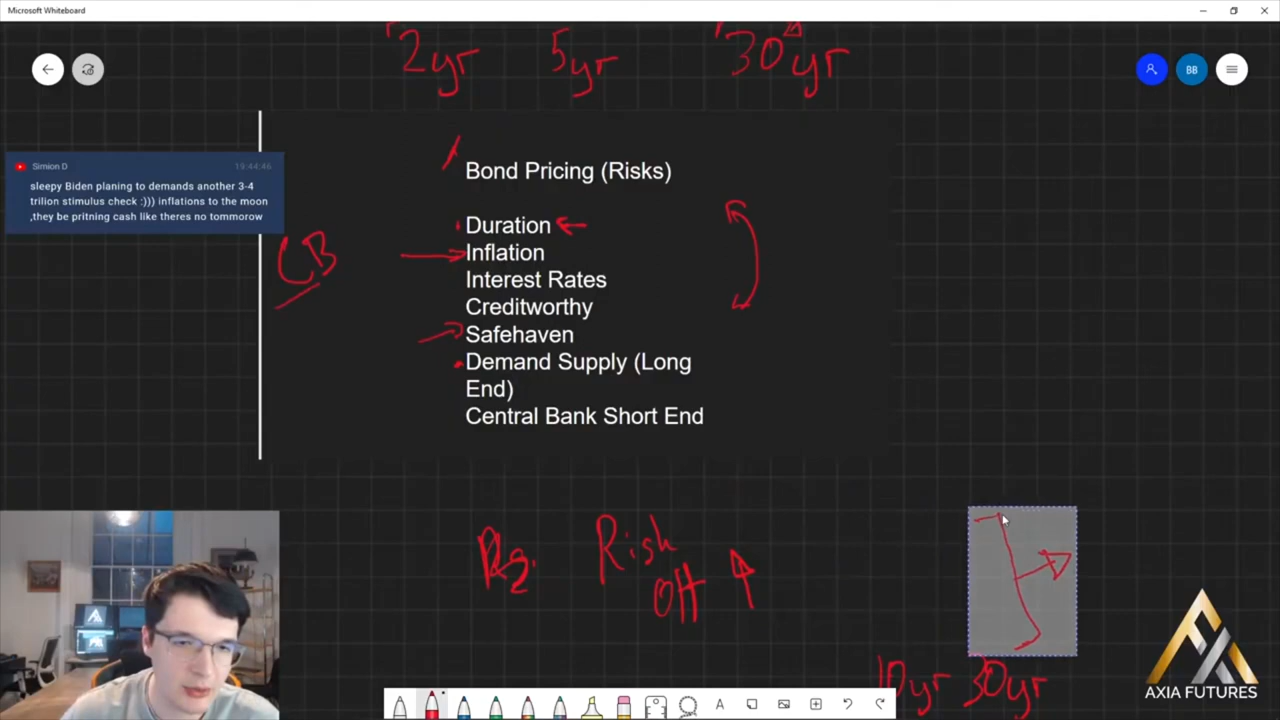 Microsoft Whiteboard
2yr 5yr 30yr
BB
Simion D 19:44:46
sleepy Biden planing to demands another 3-4
trilion stimulus check :))) inflations to the moon
,they be pritning cash like theres no tommorow
Bond Pricing (Risks)
Duration
Inflation
CB
Interest Rates
Creditworthy
Safehaven
Demand Supply (Long
End)
Central Bank Short End
Risk
Off
10yr 30yr
AXIA FUTURES
A